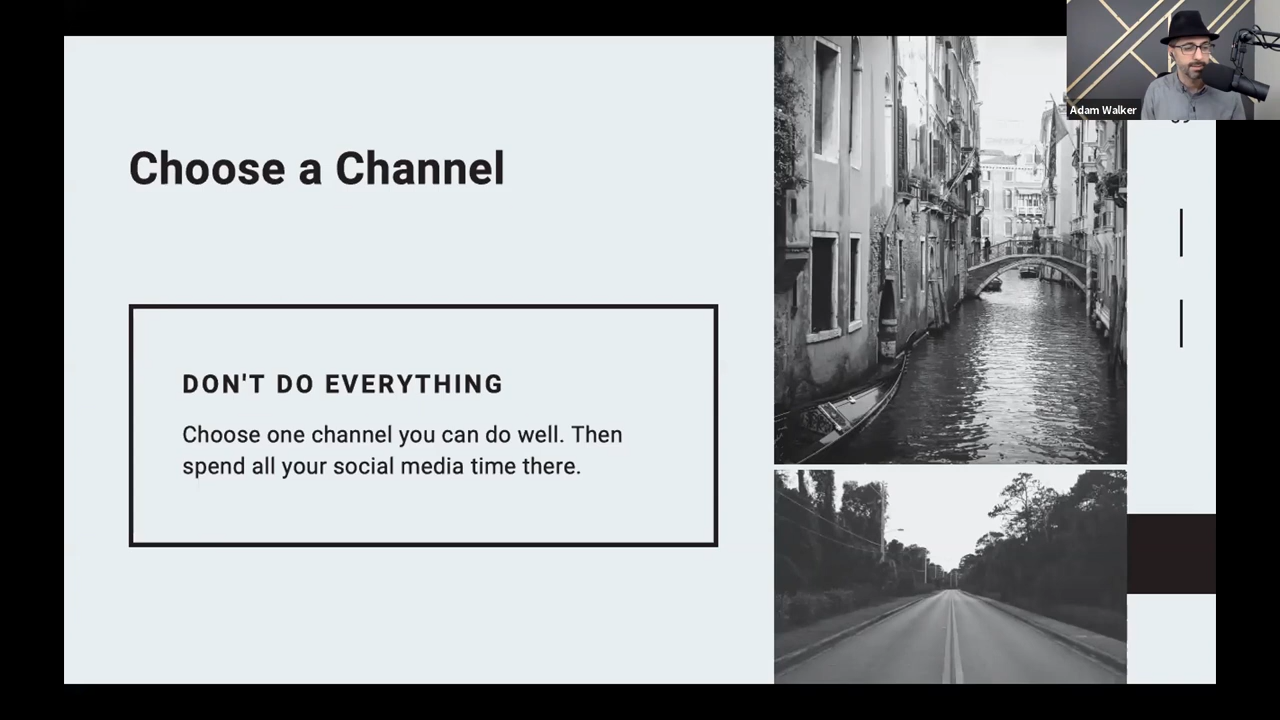 Choose a Channel
DON'T DO EVERYTHING
Choose one channel you can do well. Then
spend all your social media time there.
Adam Walker